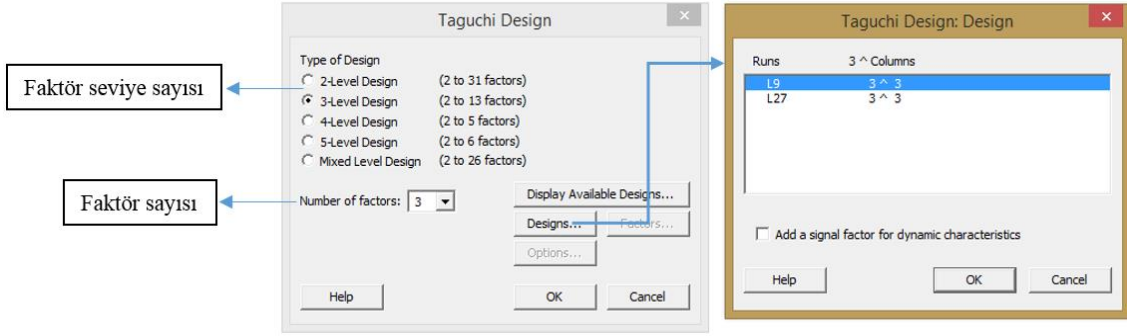 Faktör seviye sayısı
Faktör sayısı
Taguchi Design
Type of Design
2-Level Design (2 to 31 factors)
3-Level Design (2 to 13 factors)
4-Level Design (2 to 5 factors)
5-Level Design (2 to 6 factors)
Mixed Level Design (2 to 26 factors)
Number of factors: 3
Display Available Designs...
Designs... Factors...
Options...
Help OK Cancel
Taguchi Design: Design
Runs 3 ^ Columns
L9 3 ^ 3
L27 3 ^ 3
Add a signal factor for dynamic characteristics
Help OK Cancel